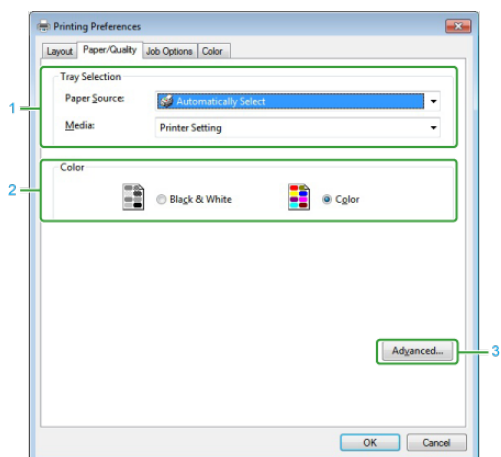 Printing Preferences
Layout Paper/Quality Job Options Color
Tray Selection
1
Paper Source: Automatically Select
Media: Printer Setting
Color
2
Black & White Color
Advanced... 3
OK Cancel